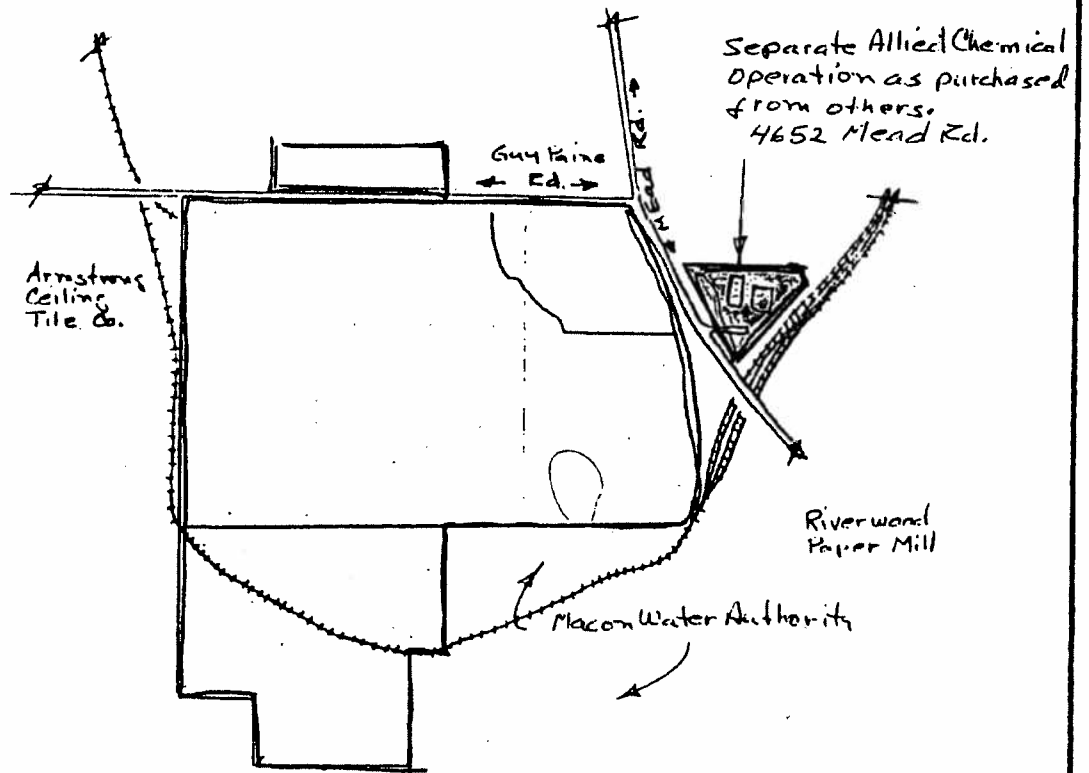 Separate Allied Chemical
Operation as purchased
from others.
4652 Mead Rd.
Guy Paine
Rd.
Mead Rd.
Armstrong
Ceiling
Tile Co.
Riverwood
Paper Mill
Macon Water Authority